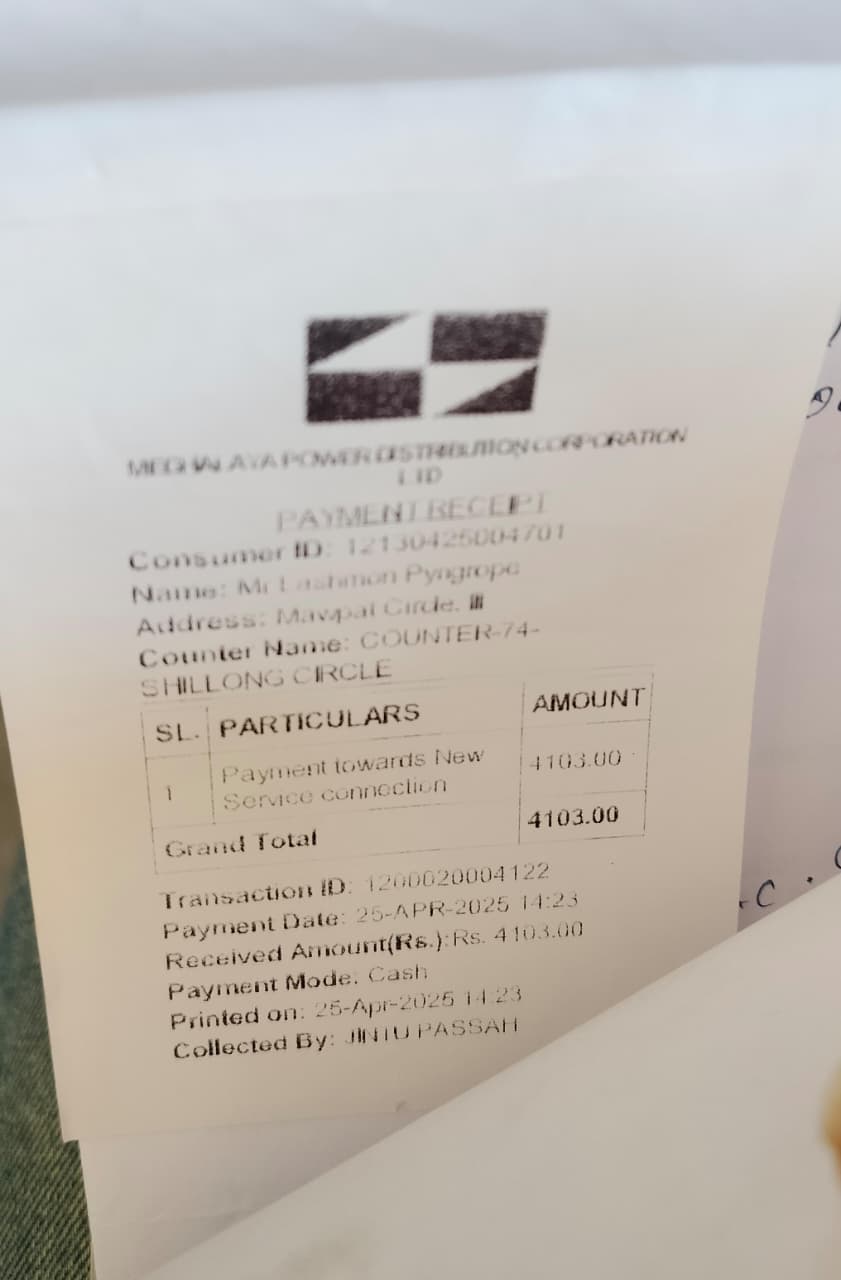 MEGHALAYA POWER DISTRIBUTION CORPORATION
LTD
PAYMENT RECEIPT
Consumer ID: 12130425004701
Name: Mr Lashmon Pyngrope
Address: Mawpat Circle, III
Counter Name: COUNTER-74-
SHILLONG CIRCLE
SL. PARTICULARS AMOUNT
1 Payment towards New 4103.00
Service connection
Grand Total 4103.00
Transaction ID: 1200020004122
Payment Date: 25-APR-2025 14:23
Received Amount(Rs.):Rs. 4103.00
Payment Mode: Cash
Printed on: 25-Apr-2025 14:23
Collected By: JINTU PASSAH